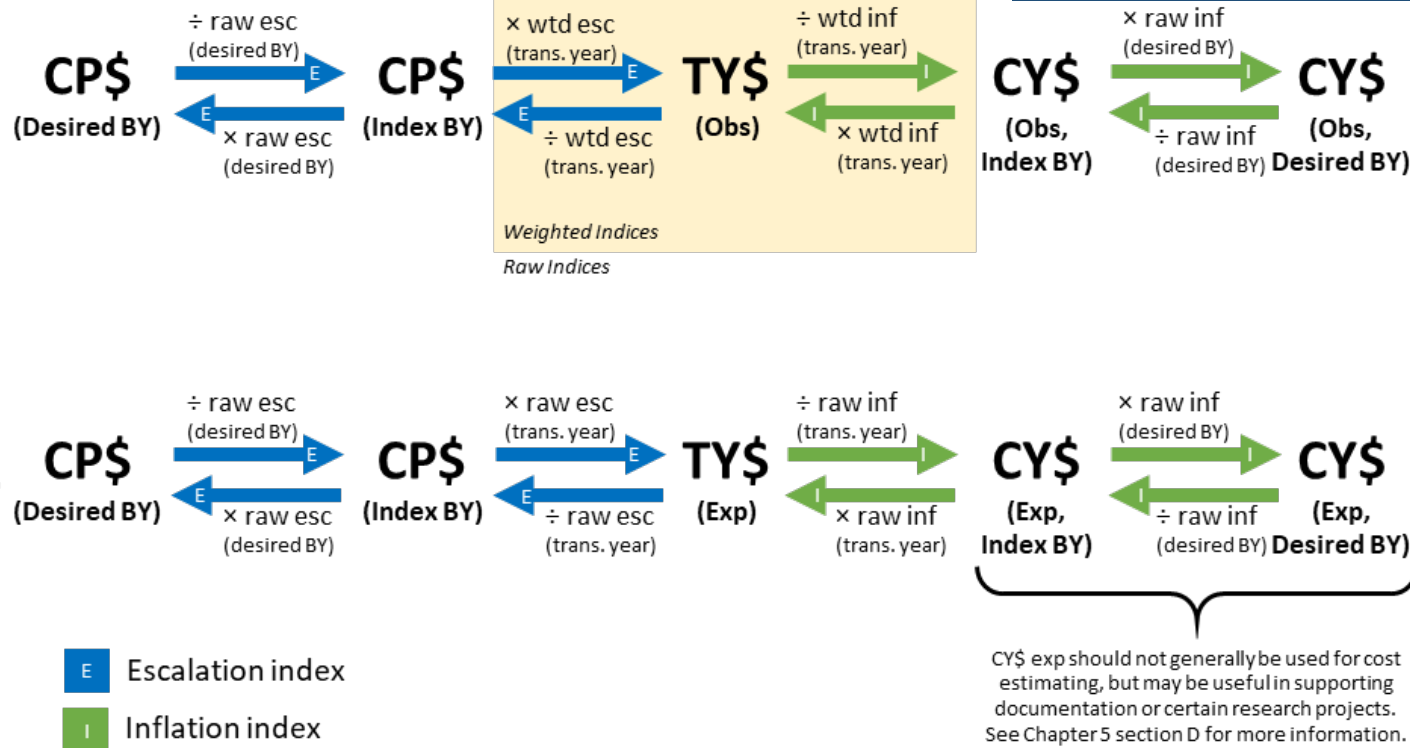 ÷ raw esc
(desired BY)
× wtd esc
(trans. year)
÷ wtd inf
(trans. year)
× raw inf
(desired BY)
CP$
(Desired BY)
E
E
× raw esc
(desired BY)
CP$
(Index BY)
E
E
÷ wtd esc
(trans. year)
TY$
(Obs)
I
I
× wtd inf
(trans. year)
CY$
(Obs,
Index BY)
I
I
÷ raw inf
(desired BY)
CY$
(Obs,
Desired BY)
Weighted Indices
Raw Indices
÷ raw esc
(desired BY)
× raw esc
(trans. year)
÷ raw inf
(trans. year)
× raw inf
(desired BY)
CP$
(Desired BY)
E
E
× raw esc
(desired BY)
CP$
(Index BY)
E
E
÷ raw esc
(trans. year)
TY$
(Exp)
I
I
× raw inf
(trans. year)
CY$
(Exp,
Index BY)
I
I
÷ raw inf
(desired BY)
CY$
(Exp,
Desired BY)
E Escalation index
I Inflation index
CY$ exp should not generally be used for cost
estimating, but may be useful in supporting
documentation or certain research projects.
See Chapter 5 section D for more information.